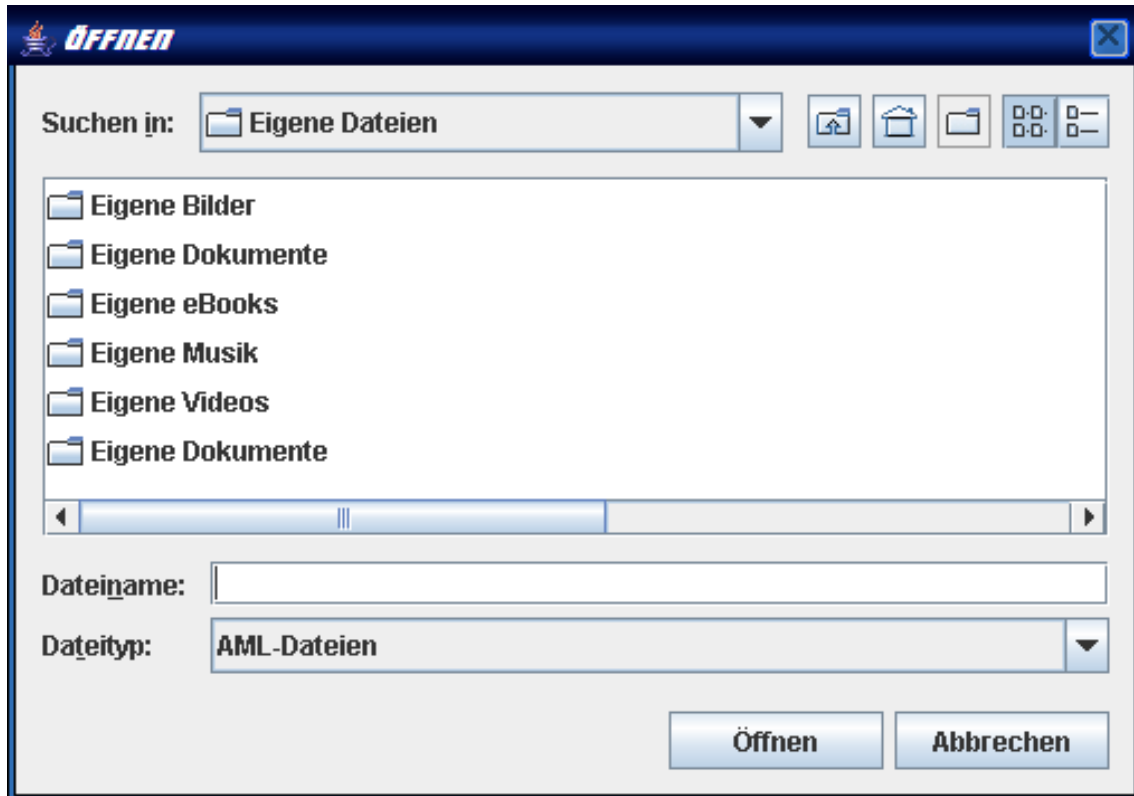 ÖFFNEN
Suchen in: Eigene Dateien
Eigene Bilder
Eigene Dokumente
Eigene eBooks
Eigene Musik
Eigene Videos
Eigene Dokumente
Dateiname:
Dateityp: AML-Dateien
Öffnen Abbrechen